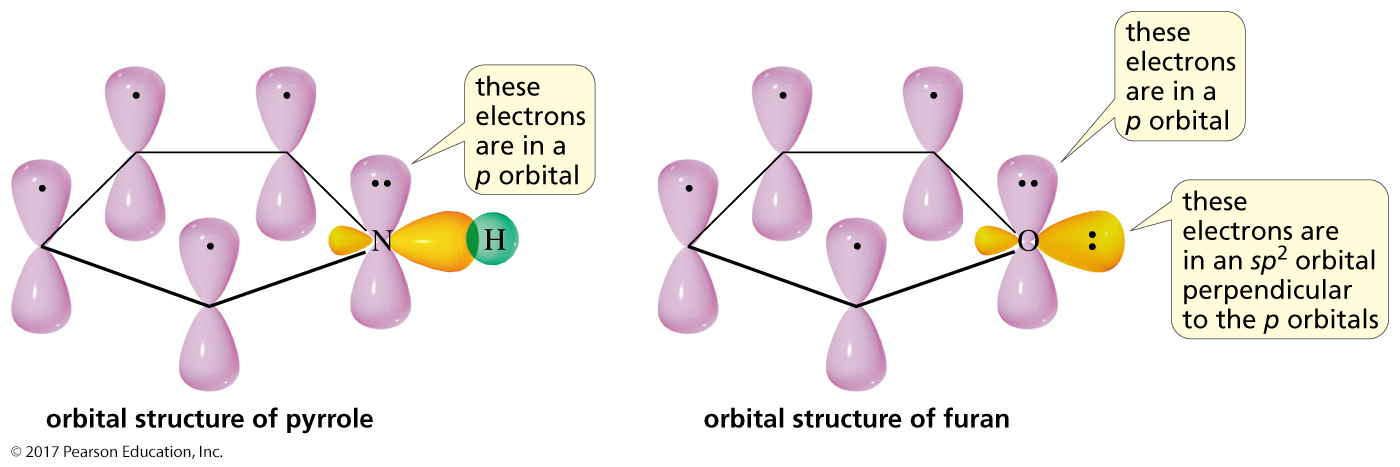 these
electrons
are in a
p orbital
N
H
orbital structure of pyrrole
these
electrons
are in a
p orbital
O
these
electrons are
in an sp² orbital
perpendicular
to the p orbitals
orbital structure of furan
© 2017 Pearson Education, Inc.